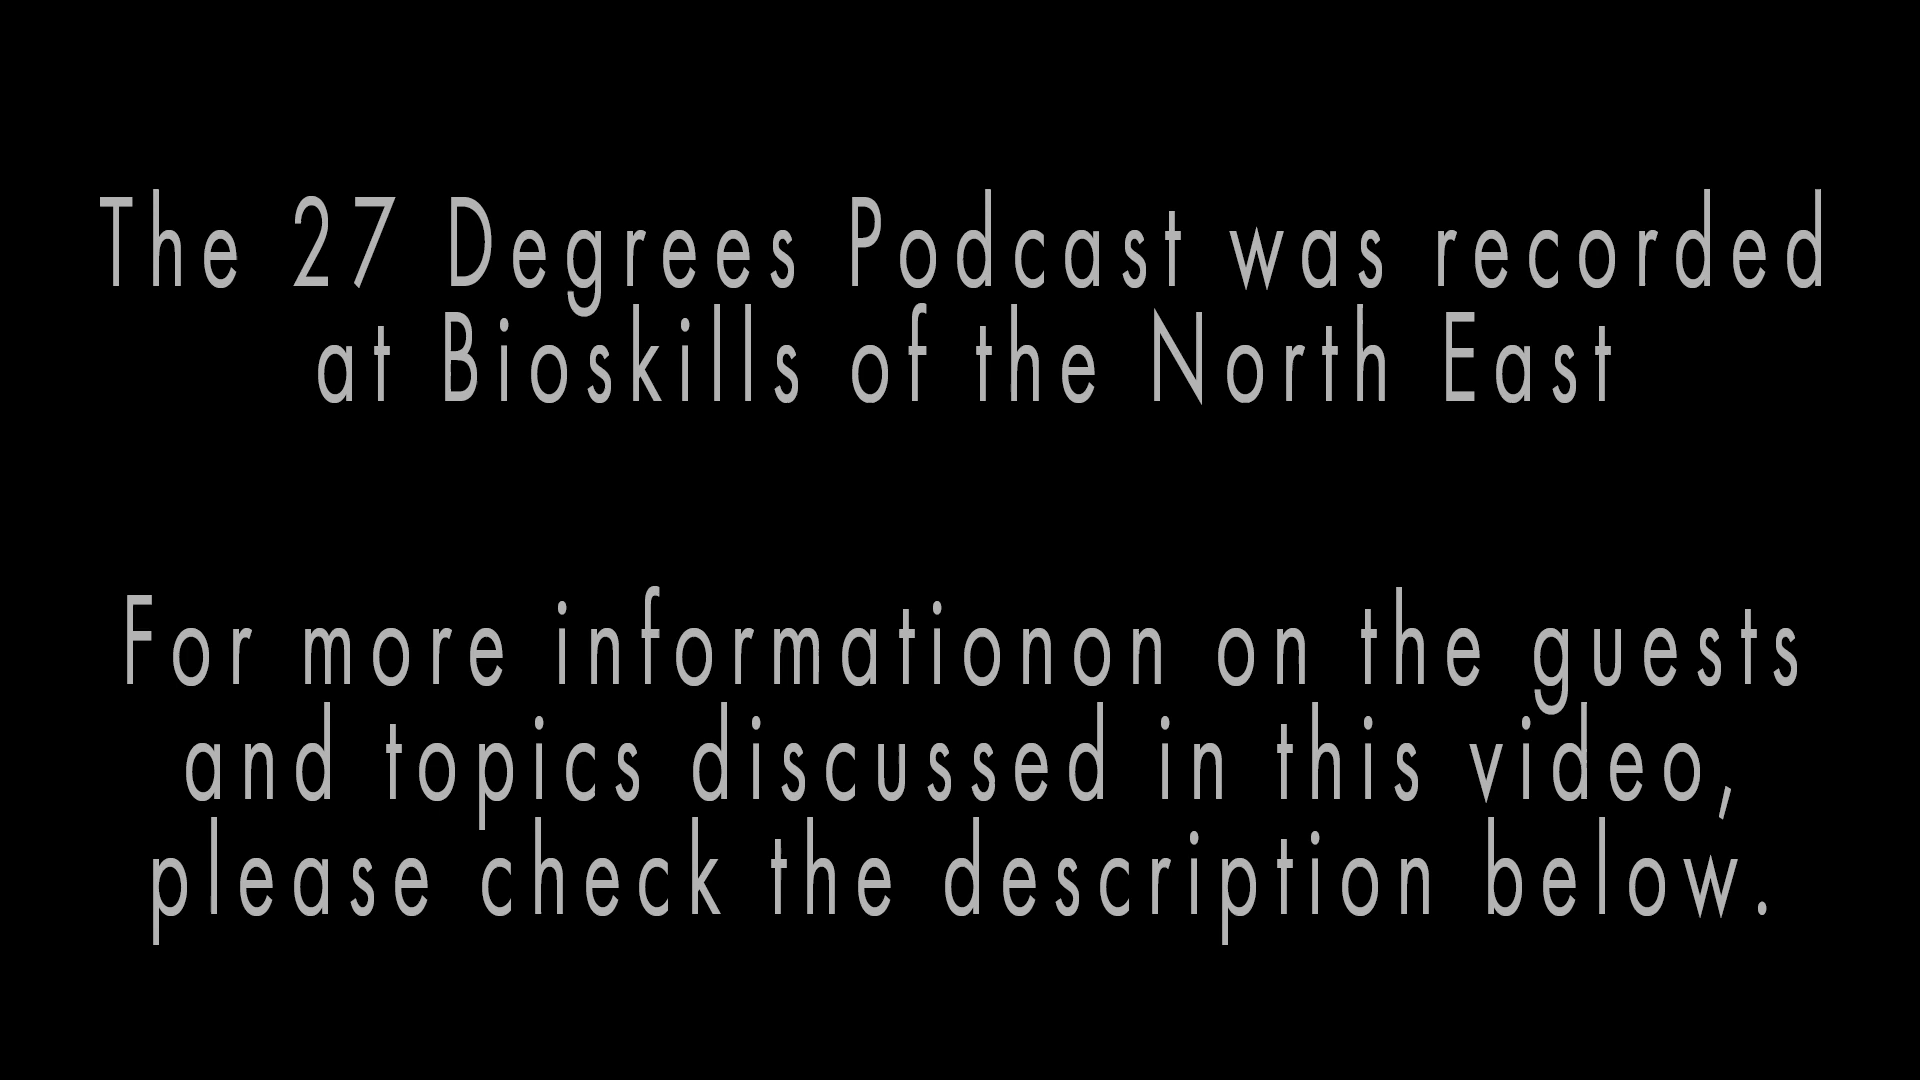 The 27 Degrees Podcast was recorded
at Bioskills of the North East
For more informationon on the guests
and topics discussed in this video,
please check the description below.